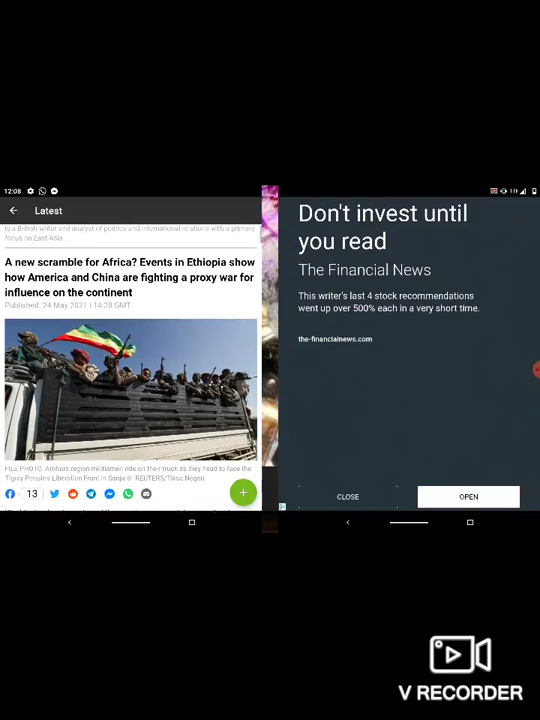 12:08
Latest
is a British writer and analyst of politics and international relations with a primary
focus on East Asia.
A new scramble for Africa? Events in Ethiopia show
how America and China are fighting a proxy war for
influence on the continent
Published: 24 May 2021 | 14:28 GMT
FILE PHOTO: Amhara region militiamen ride on their truck as they head to face the
Tigray People's Liberation Front in Sanja © REUTERS/Tiksa Negeri
13
Don't invest until
you read
The Financial News
This writer's last 4 stock recommendations
went up over 500% each in a very short time.
the-financialnews.com
CLOSE
OPEN
V RECORDER